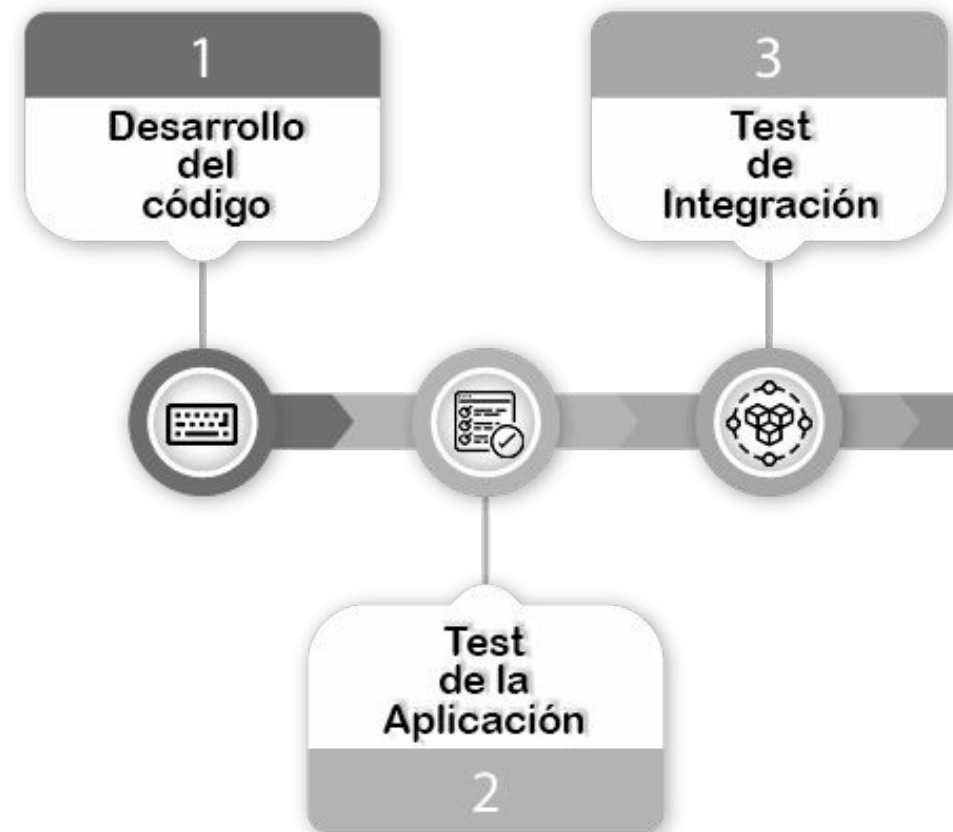 1
Desarrollo
del
código
3
Test
de
Integración
Test
de la
Aplicación
2